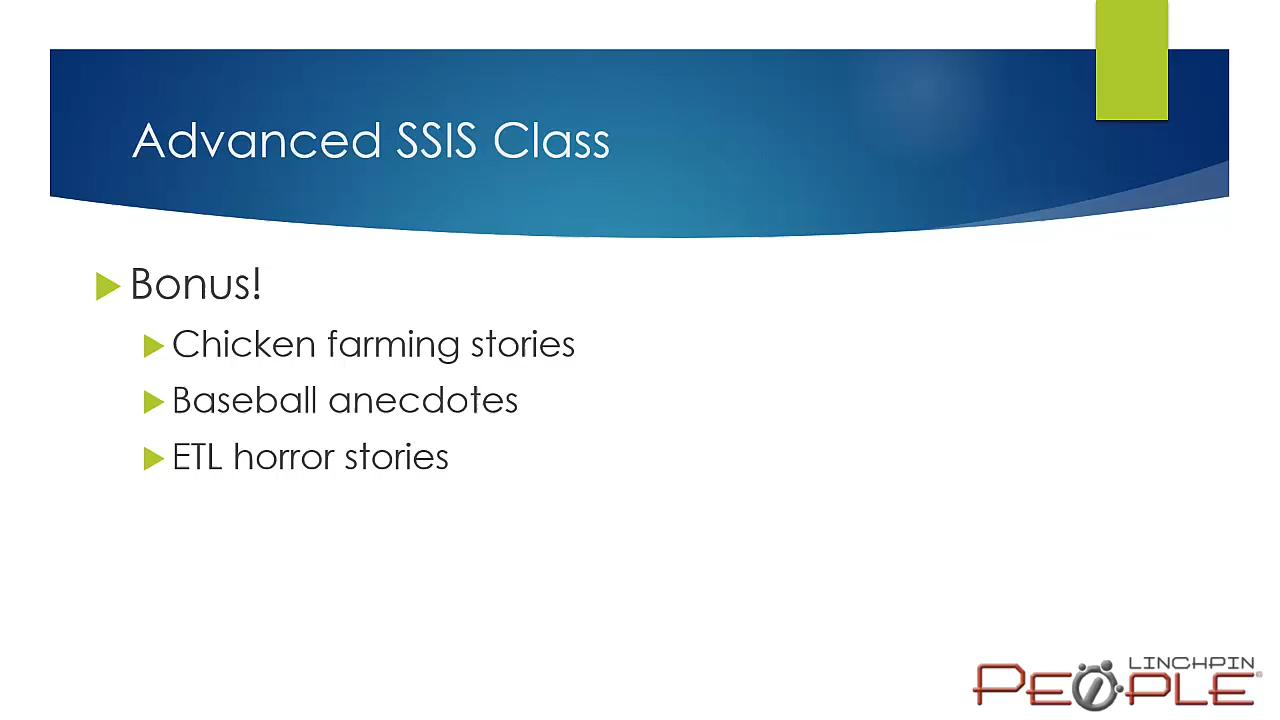 Advanced SSIS Class
Bonus!
Chicken farming stories
Baseball anecdotes
ETL horror stories
LINCHPIN
PEOPLE®